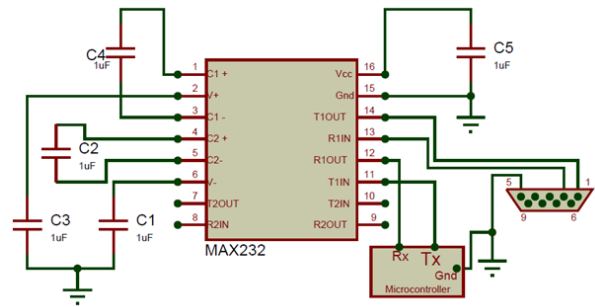 C4
1uF
1
C1 +
2
V+
3
C1 -
4
C2 +
5
C2-
6
V-
7
T2OUT
8
R2IN
C2
1uF
C3
1uF
C1
1uF
MAX232
16
Vcc
15
Gnd
14
T1OUT
13
R1IN
12
R1OUT
11
T1IN
10
T2IN
9
R2OUT
C5
1uF
5
1
9
6
Rx
Tx
Gnd
Microcontroller